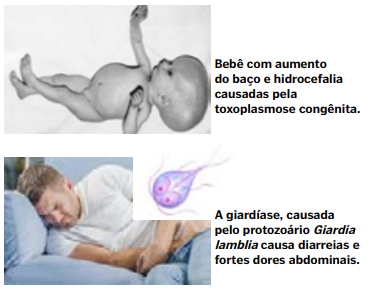 Bebê com aumento
do baço e hidrocefalia
causadas pela
toxoplasmose congênita.
A giardíase, causada
pelo protozoário Giardia
lamblia causa diarreias e
fortes dores abdominais.